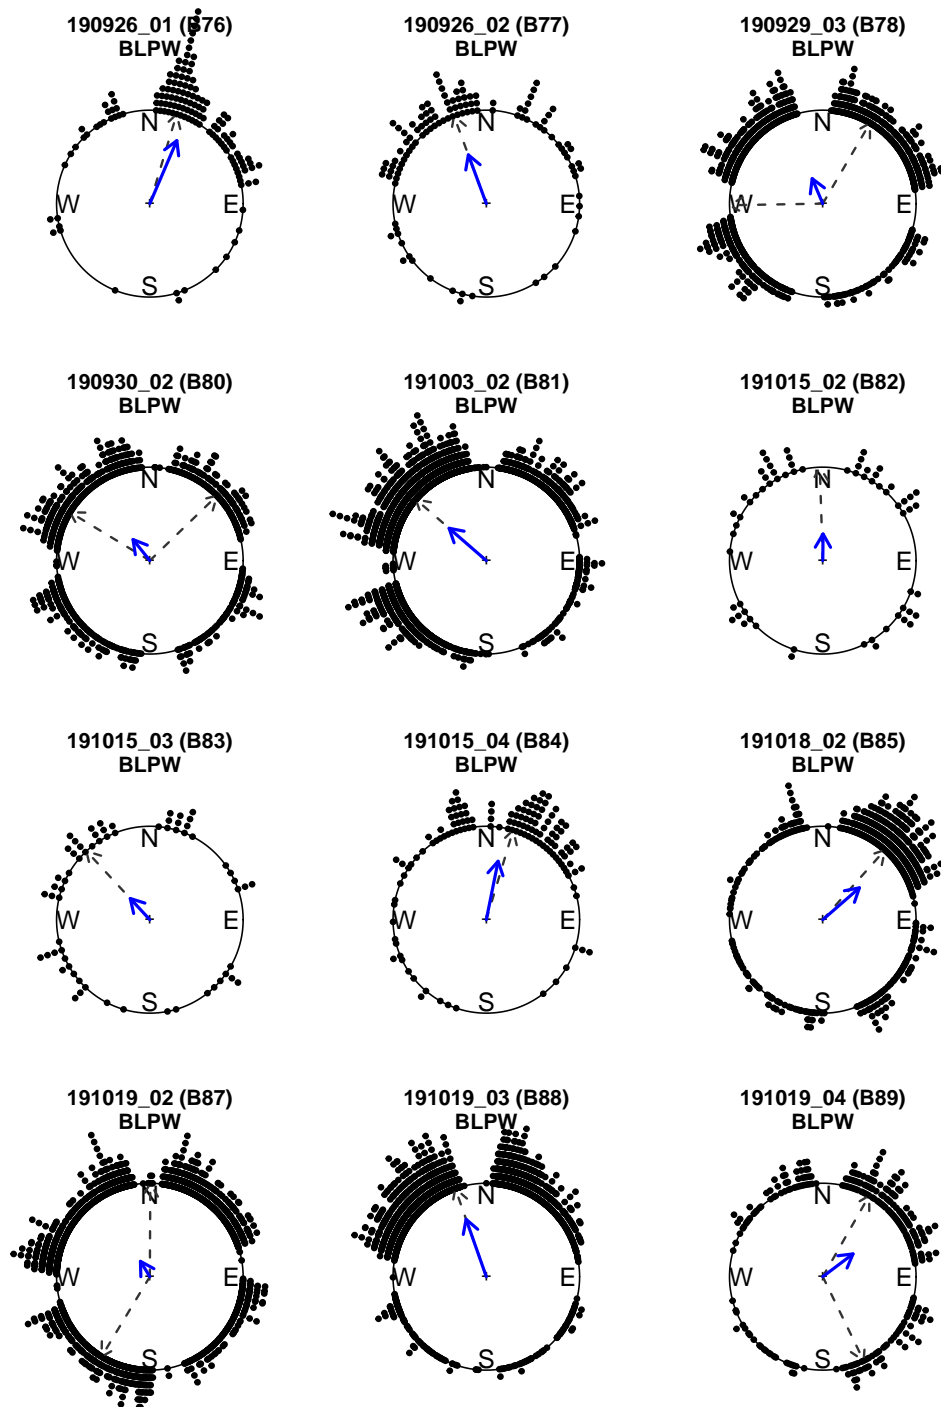 190926_01 (B76)
BLPW
N
W
E
S
190926_02 (B77)
BLPW
N
W
E
S
190929_03 (B78)
BLPW
N
W
E
S
190930_02 (B80)
BLPW
N
W
E
S
191003_02 (B81)
BLPW
N
W
E
S
191015_02 (B82)
BLPW
N
W
E
S
191015_03 (B83)
BLPW
N
W
E
S
191015_04 (B84)
BLPW
N
W
E
S
191018_02 (B85)
BLPW
N
W
E
S
191019_02 (B87)
BLPW
N
W
E
S
191019_03 (B88)
BLPW
N
W
E
S
191019_04 (B89)
BLPW
N
W
E
S